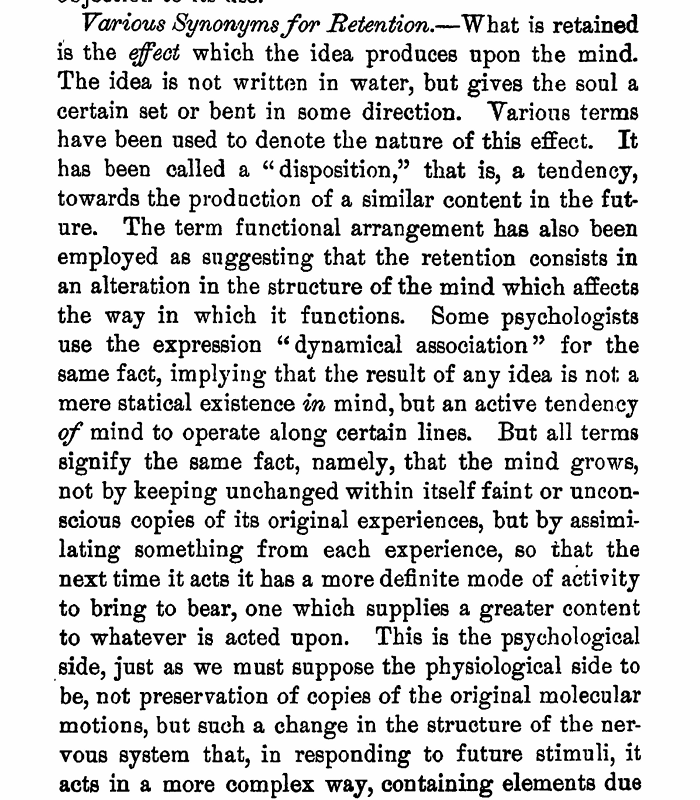 Various Synonyms for Retention.—What is retained
is the effect which the idea produces upon the mind.
The idea is not written in water, but gives the soul a
certain set or bent in some direction. Various terms
have been used to denote the nature of this effect. It
has been called a “disposition,” that is, a tendency,
towards the production of a similar content in the fut-
ure. The term functional arrangement has also been
employed as suggesting that the retention consists in
an alteration in the structure of the mind which affects
the way in which it functions. Some psychologists
use the expression “dynamical association” for the
same fact, implying that the result of any idea is not a
mere statical existence in mind, but an active tendency
of mind to operate along certain lines. But all terms
signify the same fact, namely, that the mind grows,
not by keeping unchanged within itself faint or uncon-
scious copies of its original experiences, but by assimi-
lating something from each experience, so that the
next time it acts it has a more definite mode of activity
to bring to bear, one which supplies a greater content
to whatever is acted upon. This is the psychological
side, just as we must suppose the physiological side to
be, not preservation of copies of the original molecular
motions, but such a change in the structure of the ner-
vous system that, in responding to future stimuli, it
acts in a more complex way, containing elements due